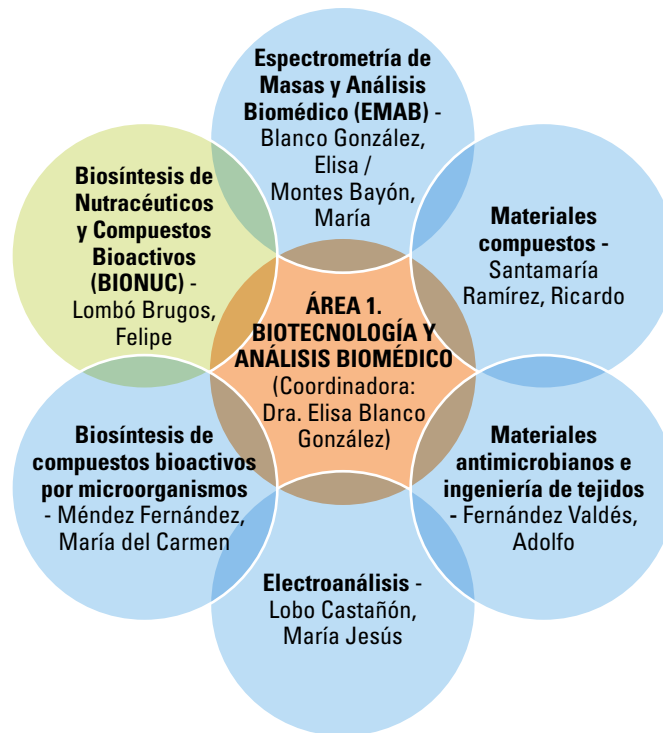 Espectrometría de
Masas y Análisis
Biomédico (EMAB) -
Blanco González,
Elisa /
Montes Bayón,
María
Biosíntesis de
Nutracéuticos
y Compuestos
Bioactivos
(BIONUC) -
Lombó Brugos,
Felipe
Materiales
compuestos -
Santamaría
Ramírez, Ricardo
ÁREA 1.
BIOTECNOLOGÍA Y
ANÁLISIS BIOMÉDICO
(Coordinadora:
Dra. Elisa Blanco
González)
Biosíntesis de
compuestos bioactivos
por microorganismos
- Méndez Fernández,
María del Carmen
Materiales
antimicrobianos e
ingeniería de tejidos
- Fernández Valdés,
Adolfo
Electroanálisis -
Lobo Castañón,
María Jesús